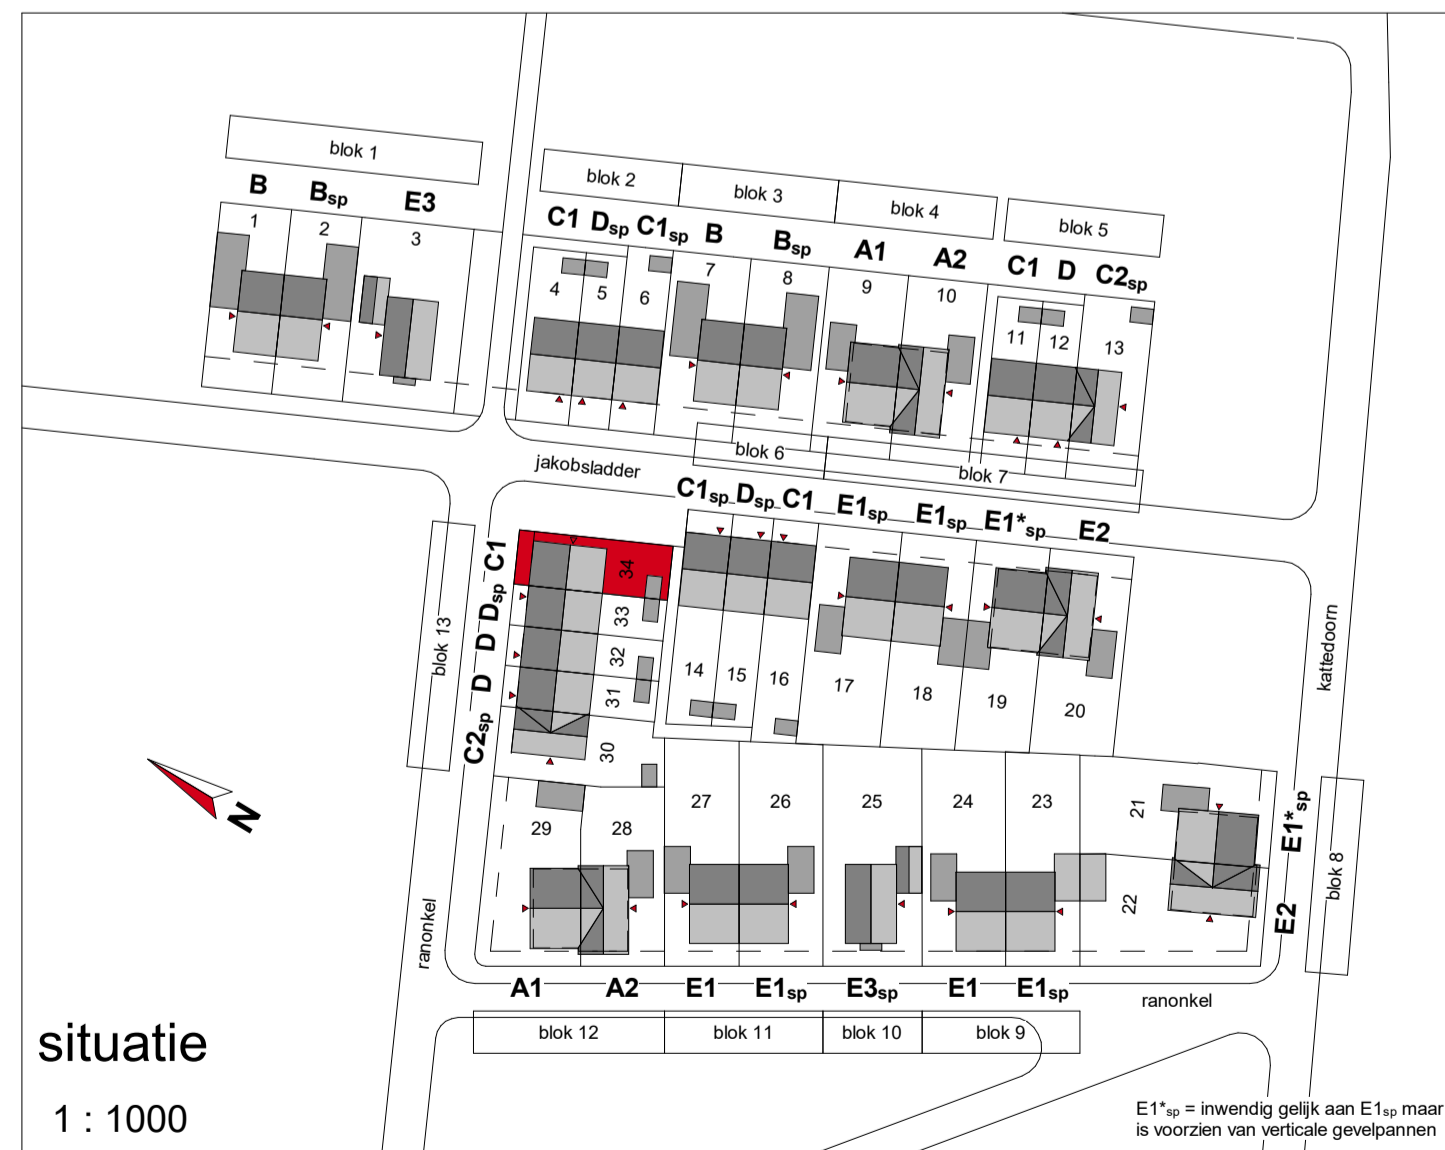 blok 1
B Bsp E3
1 2 3
blok 2 blok 3 blok 4 blok 5
C1 Dsp C1sp B Bsp A1 A2 C1 D C2sp
4 5 6 7 8 9 10 11 12 13
jakobsladder
blok 6 blok 7
C1sp Dsp C1 E1sp E1sp E1*sp E2
14 15 16 17 18 19 20
blok 13
C1 Dsp D D C2sp
34
33
32
31
30
kattedoorn
N
29 28 27 26 25 24 23
21
22
E1*sp
E2
blok 8
ranonkel
A1 A2 E1 E1sp E3sp E1 E1sp
ranonkel
blok 12 blok 11 blok 10 blok 9
situatie
1 : 1000
E1*sp = inwendig gelijk aan E1sp maar
is voorzien van verticale gevelpannen